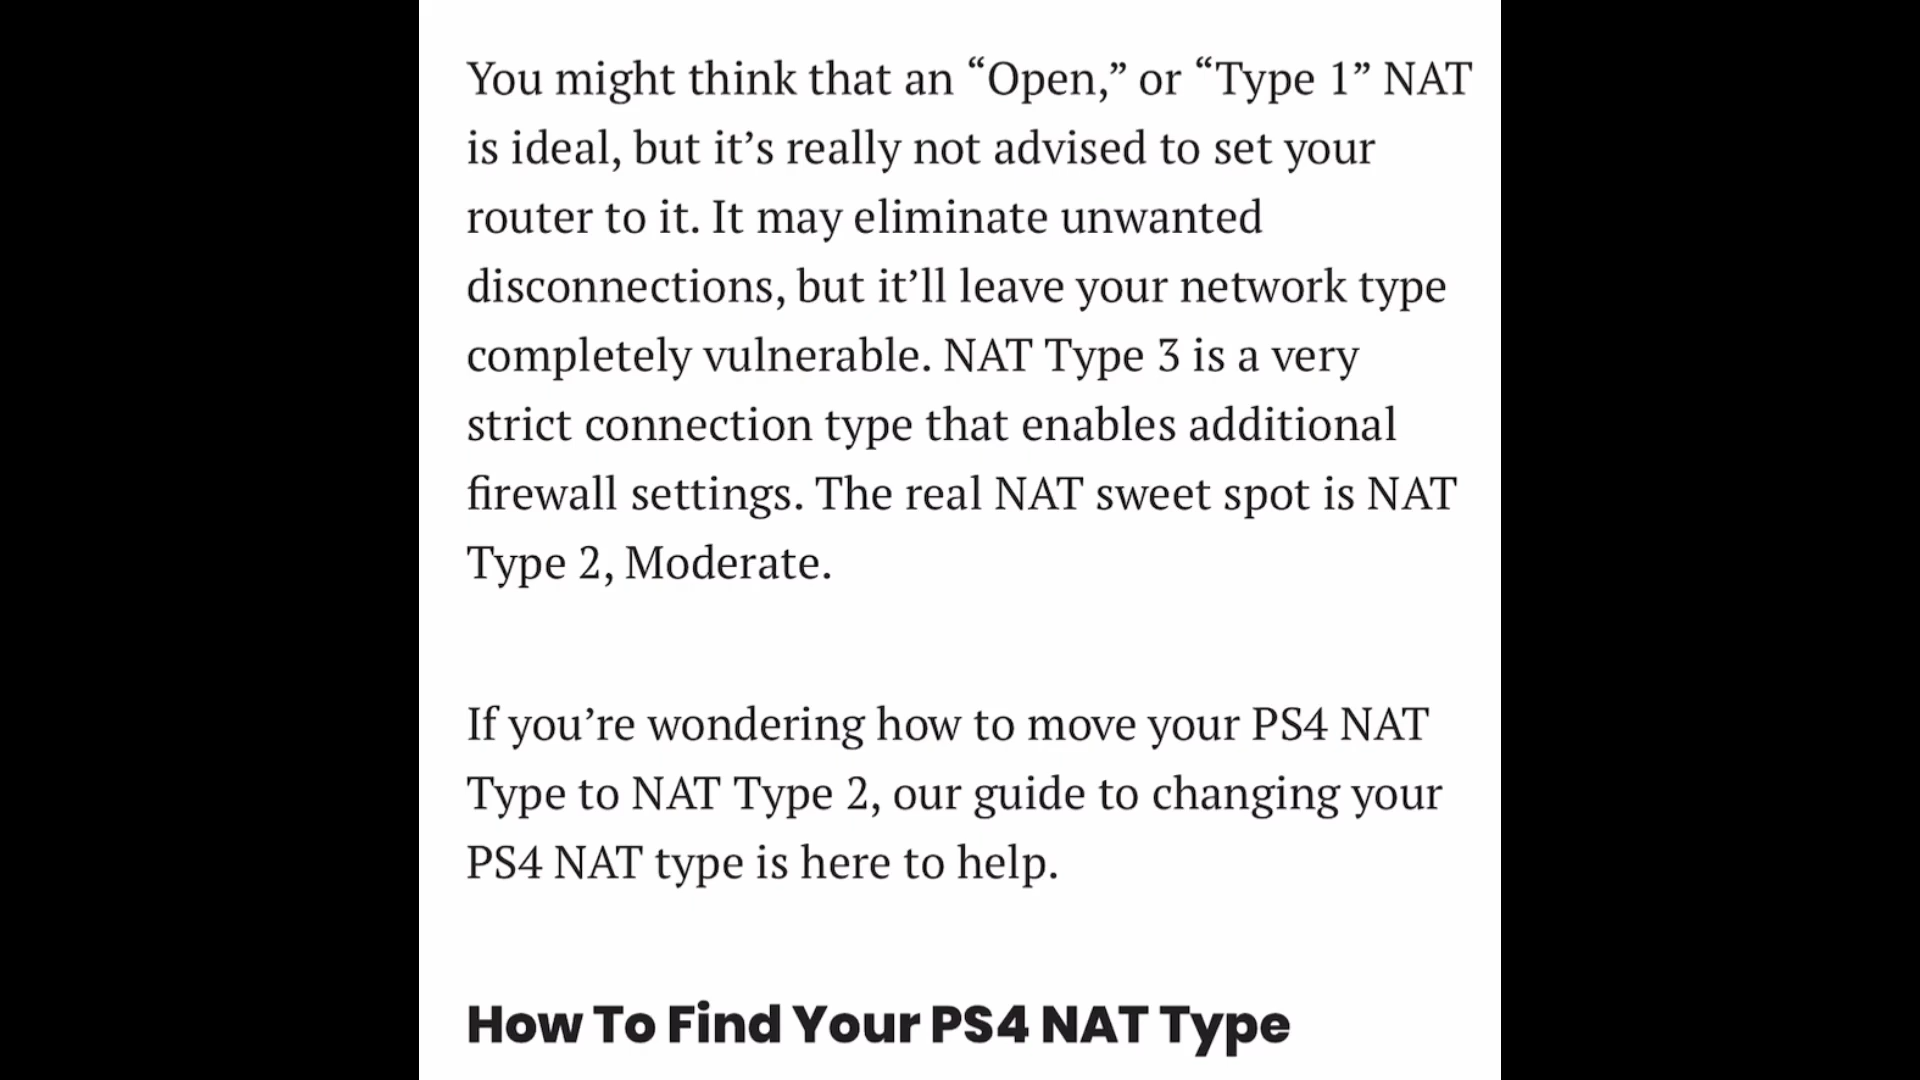 You might think that an “Open,” or “Type 1” NAT
is ideal, but it’s really not advised to set your
router to it. It may eliminate unwanted
disconnections, but it’ll leave your network type
completely vulnerable. NAT Type 3 is a very
strict connection type that enables additional
firewall settings. The real NAT sweet spot is NAT
Type 2, Moderate.
If you’re wondering how to move your PS4 NAT
Type to NAT Type 2, our guide to changing your
PS4 NAT type is here to help.
How To Find Your PS4 NAT Type